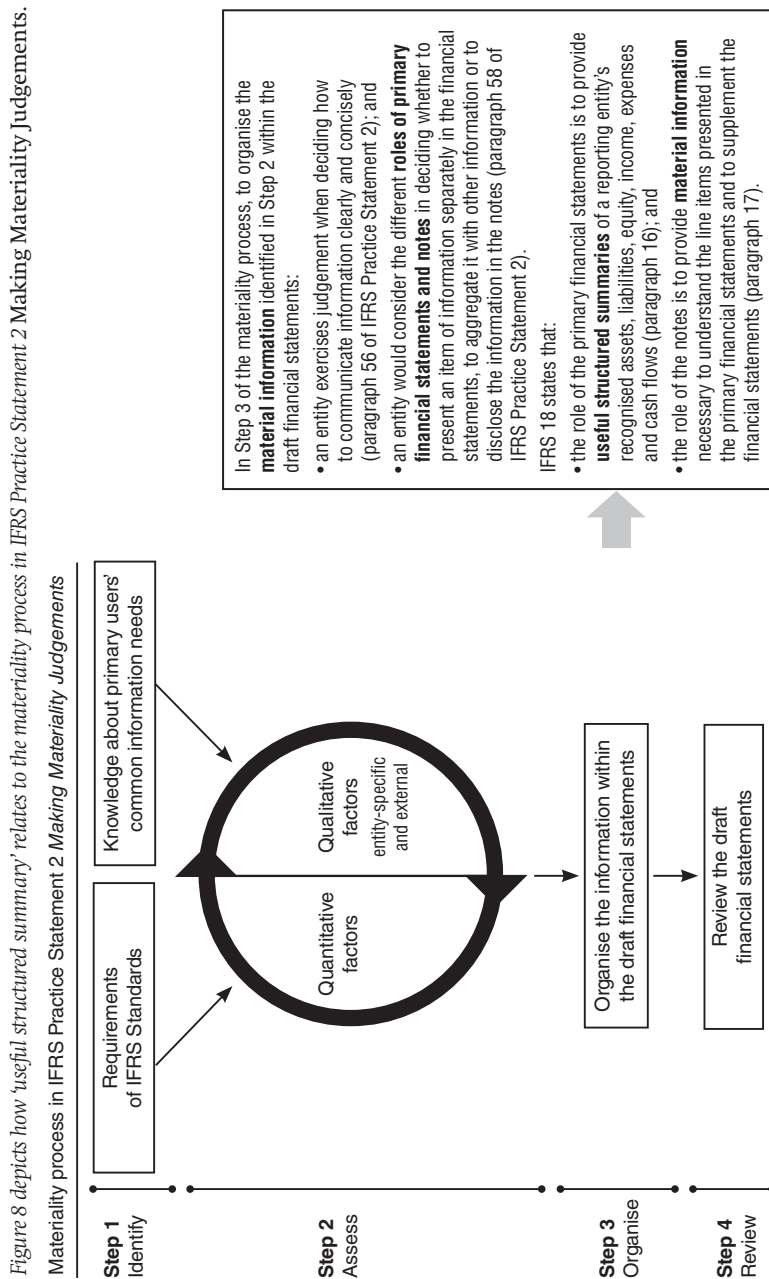 Figure 8 depicts how ‘useful structured summary’ relates to the materiality process in IFRS Practice Statement 2 Making Materiality Judgements.
Materiality process in IFRS Practice Statement 2 Making Materiality Judgements
Step 1
Identify
Requirements
of IFRS Standards
Knowledge about primary users’
common information needs
Step 2
Assess
Quantitative
factors
Qualitative
factors
entity-specific
and external
Step 3
Organise
Organise the information within
the draft financial statements
Step 4
Review
Review the draft
financial statements
In Step 3 of the materiality process, to organise the
material information identified in Step 2 within the
draft financial statements:
• an entity exercises judgement when deciding how
to communicate information clearly and concisely
(paragraph 56 of IFRS Practice Statement 2); and
• an entity would consider the different roles of primary
financial statements and notes in deciding whether to
present an item of information separately in the financial
statements, to aggregate it with other information or to
disclose the information in the notes (paragraph 58 of
IFRS Practice Statement 2).
IFRS 18 states that:
• the role of the primary financial statements is to provide
useful structured summaries of a reporting entity’s
recognised assets, liabilities, equity, income, expenses
and cash flows (paragraph 16); and
• the role of the notes is to provide material information
necessary to understand the line items presented in
the primary financial statements and to supplement the
financial statements (paragraph 17).